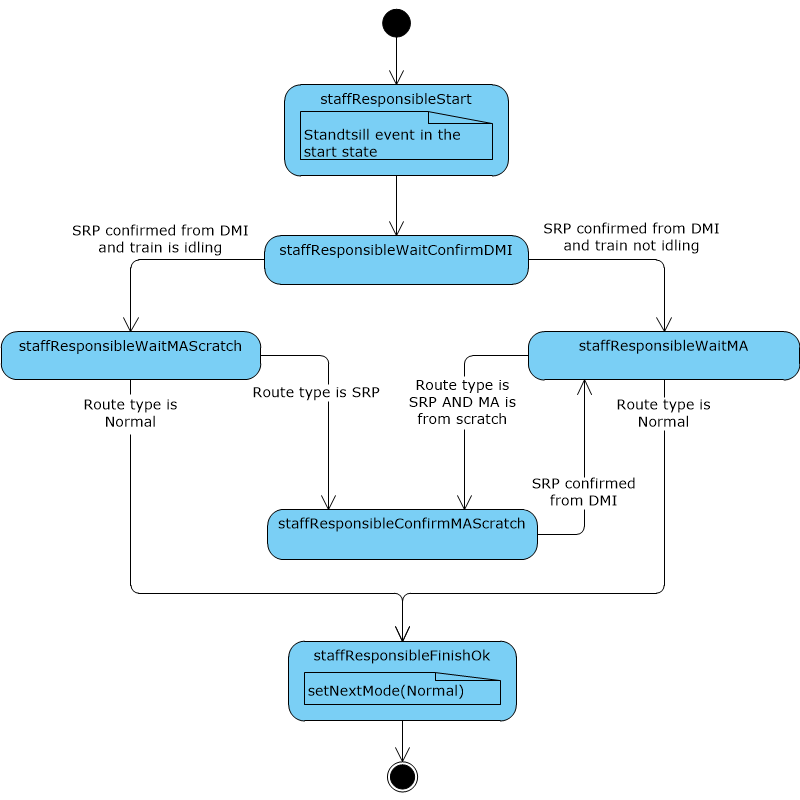 staffResponsibleStart
Standtsill event in the
start state
SRP confirmed from DMI
and train is idling
staffResponsibleWaitConfirmDMI
SRP confirmed from DMI
and train not idling
staffResponsibleWaitMAScratch
staffResponsibleWaitMA
Route type is
Normal
Route type is SRP
Route type is
SRP AND MA is
from scratch
Route type is
Normal
SRP confirmed
from DMI
staffResponsibleConfirmMAScratch
staffResponsibleFinishOk
setNextMode(Normal)